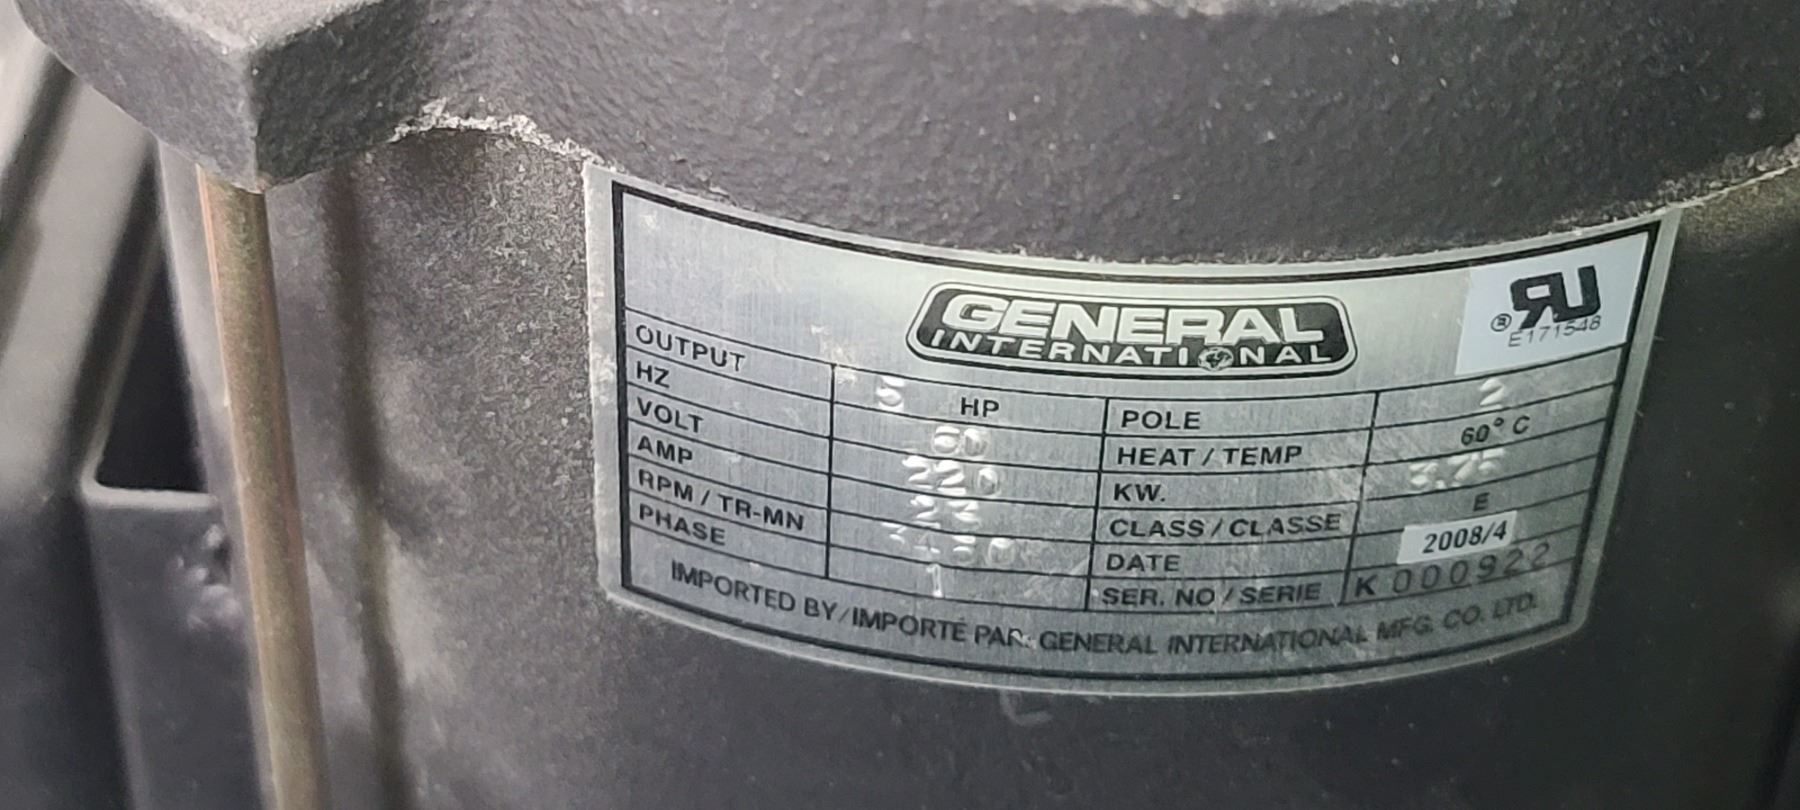 GENERAL
INTERNATIONAL
RU
® E171548
OUTPUT 5 HP POLE 2
HZ 60 HEAT / TEMP 60° C
VOLT 220 KW. 3.75
AMP CLASS / CLASSE E
RPM / TR-MN DATE 2008/4
PHASE 1 SER. NO / SERIE K 000922
IMPORTED BY / IMPORTÉ PAR: GENERAL INTERNATIONAL MFG. CO. LTD.